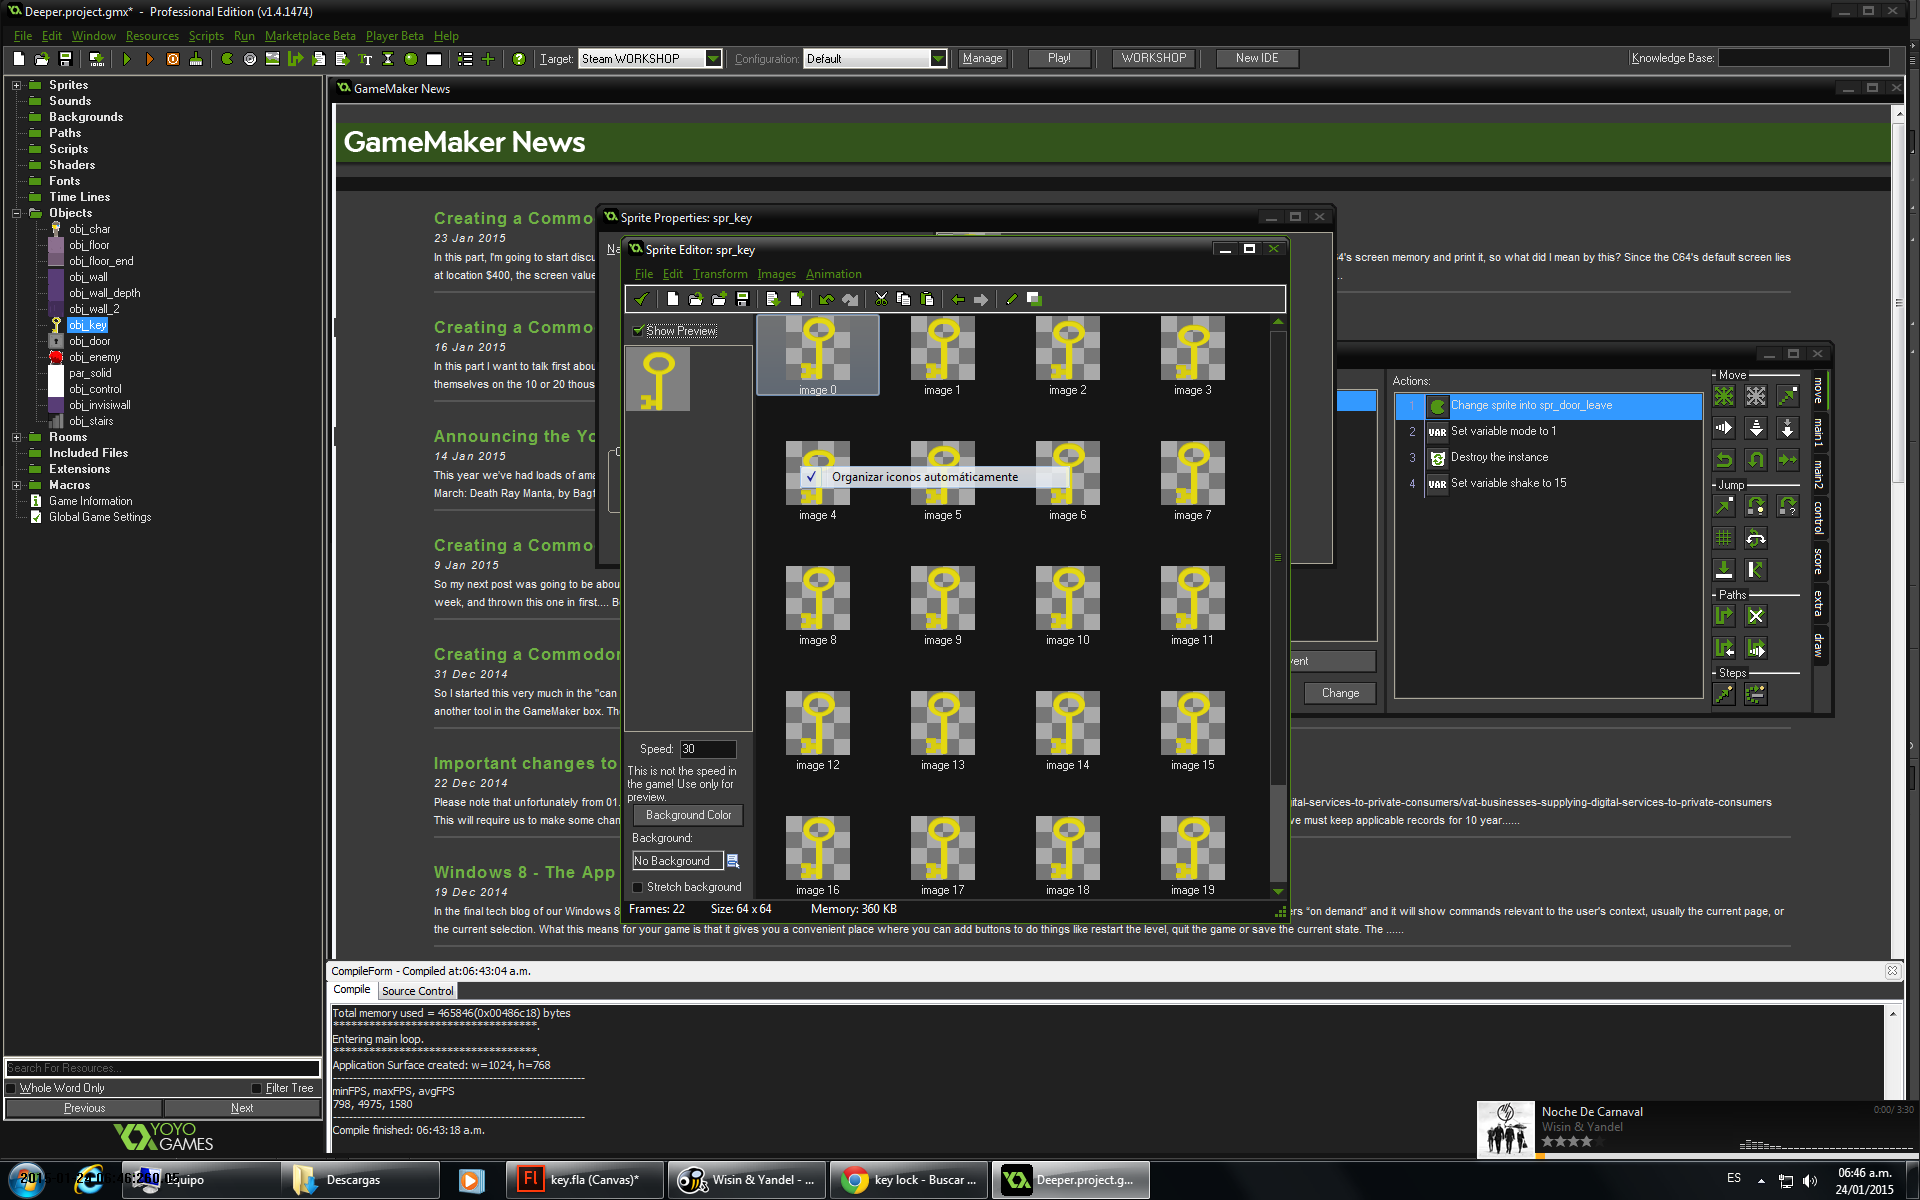 Deeper.project.gmx* - Professional Edition (v1.4.1474)
File Edit Window Resources Scripts Run Marketplace Beta Player Beta Help
Target: Steam WORKSHOP Configuration: Default Manage Play! WORKSHOP New IDE Knowledge Base:
Sprites
Sounds
Backgrounds
Paths
Scripts
Shaders
Fonts
Time Lines
Objects
obj_char
obj_floor
obj_floor_end
obj_wall
obj_wall_depth
obj_wall_2
obj_key
obj_door
obj_enemy
par_solid
obj_control
obj_invisiwall
obj_stairs
Rooms
Included Files
Extensions
Macros
Game Information
Global Game Settings
Search For Resources...
Whole Word Only Filter Tree
Previous Next
YOYO
GAMES
GameMaker News
GameMaker News
Creating a Commo
23 Jan 2015
In this part, I'm going to start discu
4's screen memory and print it, so what did I mean by this? Since the C64's default screen lies
at location $400, the screen value
Creating a Commo
16 Jan 2015
In this part I want to talk first abou
themselves on the 10 or 20 thous
Announcing the Yo
14 Jan 2015
This year we've had loads of ama
March: Death Ray Manta, by Bagf
Creating a Commo
9 Jan 2015
So my next post was going to be abou
week, and thrown this one in first.... B
Creating a Commodor
31 Dec 2014
So I started this very much in the "can
another tool in the GameMaker box. Th
Important changes to
22 Dec 2014
Please note that unfortunately from 01.
ital-services-to-private-consumers/vat-businesses-supplying-digital-services-to-private-consumers
This will require us to make some chan
ve must keep applicable records for 10 year......
Windows 8 - The App
19 Dec 2014
In the final tech blog of our Windows 8
rs "on demand" and it will show commands relevant to the user's context, usually the current page, or
the current selection. What this means for your game is that it gives you a convenient place where you can add buttons to do things like restart the level, quit the game or save the current state. The ......
Sprite Properties: spr_key
Na
Sprite Editor: spr_key
File Edit Transform Images Animation
Show Preview
image 0 image 1 image 2 image 3
Organizar iconos automáticamente
image 4 image 5 image 6 image 7
image 8 image 9 image 10 image 11
image 12 image 13 image 14 image 15
image 16 image 17 image 18 image 19
Speed: 30
This is not the speed in
the game! Use only for
preview.
Background Color
Background:
No Background
Stretch background
Frames: 22 Size: 64 x 64 Memory: 360 KB
vent
Change
Actions:
1 Change sprite into spr_door_leave
2 VAR Set variable mode to 1
3 Destroy the instance
4 VAR Set variable shake to 15
Move
Jump
Paths
Steps
move
main1
main2
control
score
extra
draw
CompileForm - Compiled at:06:43:04 a.m.
Compile Source Control
Total memory used = 465846(0x00486c18) bytes
**********************************.
Entering main loop.
**********************************.
Application Surface created: w=1024, h=768
minFPS, maxFPS, avgFPS
798, 4975, 1580
Compile finished: 06:43:18 a.m.
Noche De Carnaval
0:00/ 3:30
Wisin & Yandel
Equipo
Descargas
Fl key.fla (Canvas)*
Wisin & Yandel - ...
key lock - Buscar ...
Deeper.project.g...
ES
06:46 a.m.
24/01/2015